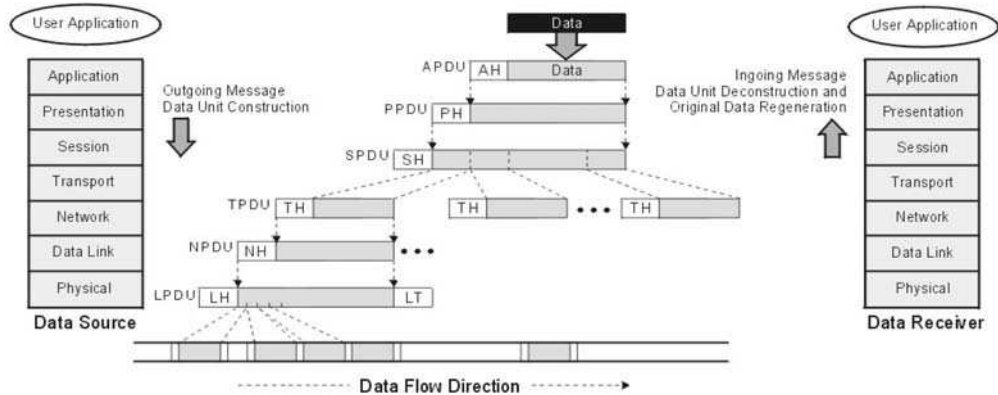 User Application
Application
Presentation
Session
Transport
Network
Data Link
Physical
Data Source
Outgoing Message
Data Unit Construction
Data
APDU AH Data
PPDU PH
SPDU SH
TPDU TH TH ••• TH
NPDU NH •••
LPDU LH LT
Data Flow Direction
Ingoing Message
Data Unit Deconstruction and
Original Data Regeneration
User Application
Application
Presentation
Session
Transport
Network
Data Link
Physical
Data Receiver